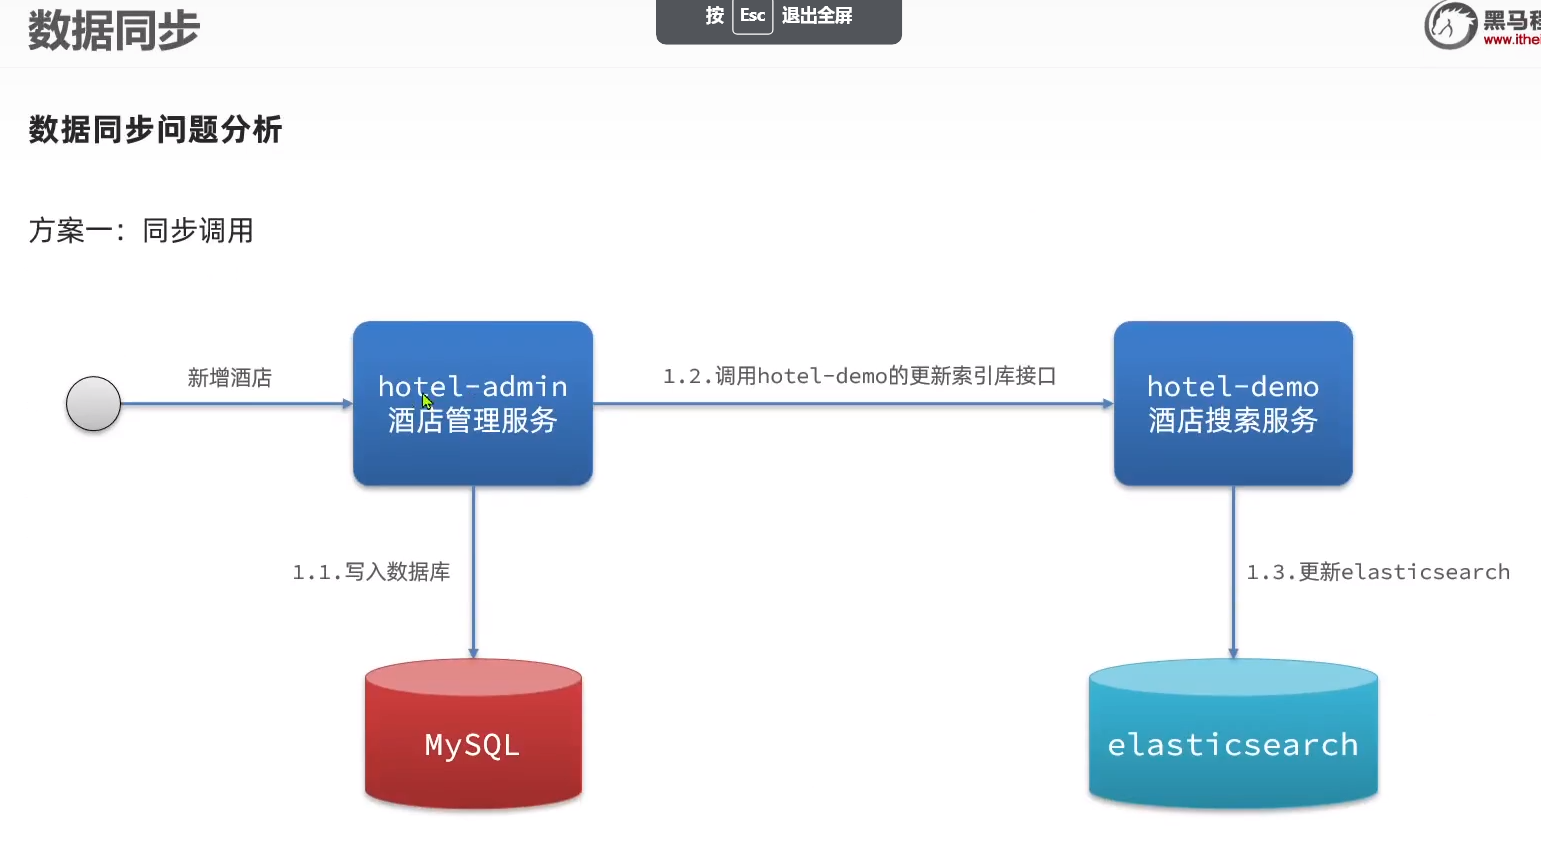 数据同步
按 Esc 退出全屏
黑马程
www.ithei
数据同步问题分析
方案一：同步调用
新增酒店
hotel-admin
酒店管理服务
1.2.调用hotel-demo的更新索引库接口
hotel-demo
酒店搜索服务
1.1.写入数据库
1.3.更新elasticsearch
MySQL
elasticsearch